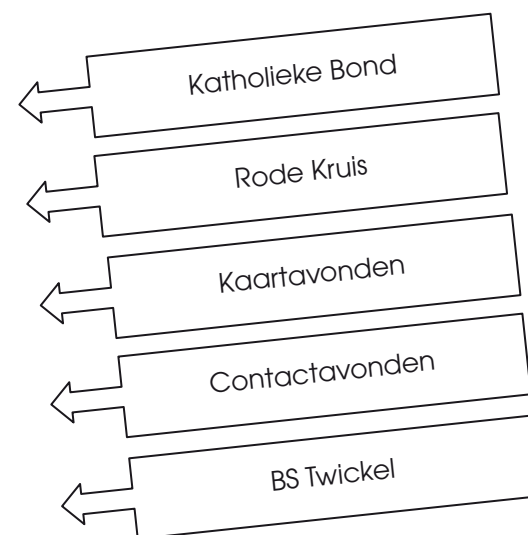 Katholieke Bond
Rode Kruis
Kaartavonden
Contactavonden
BS Twickel